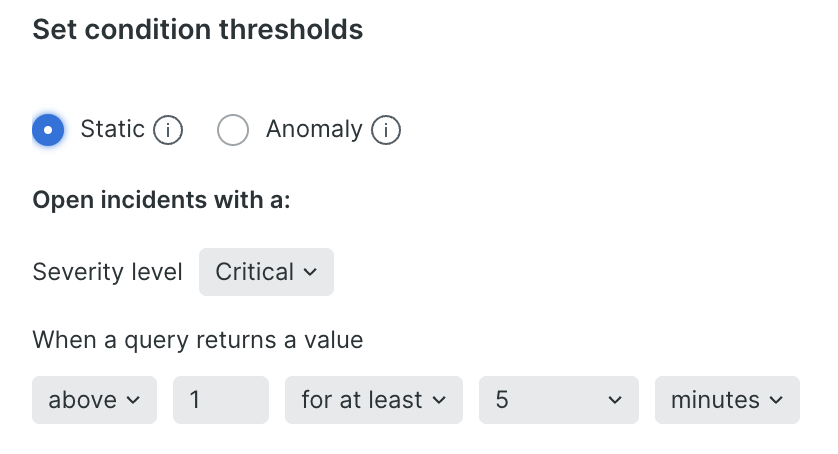 Set condition thresholds
Static i Anomaly i
Open incidents with a:
Severity level Critical
When a query returns a value
above 1 for at least 5 minutes